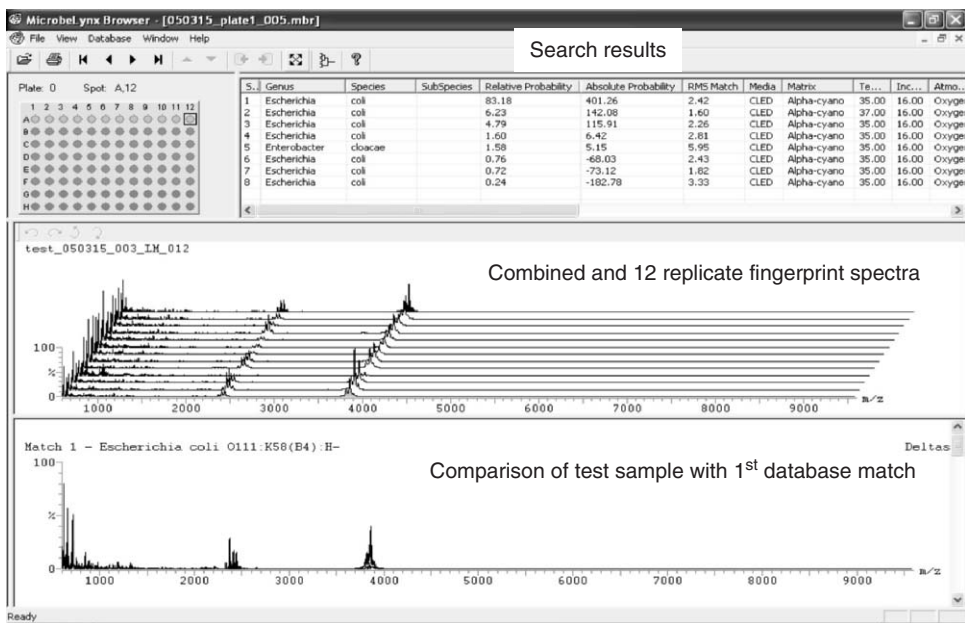 MicrobeLynx Browser - [050315_plate1_005.mbr]
File View Database Window Help
Search results
Plate: 0 Spot: A,12
1 2 3 4 5 6 7 8 9 10 11 12
A
B
C
D
E
F
G
H
S.. Genus Species SubSpecies Relative Probability Absolute Probability RMS Match Media Matrix Te... Inc... Atmo..
1 Escherichia coli 83.18 401.26 2.42 CLED Alpha-cyano 35.00 16.00 Oxyge
2 Escherichia coli 6.23 142.08 1.60 CLED Alpha-cyano 37.00 16.00 Oxyge
3 Escherichia coli 4.79 115.91 2.26 CLED Alpha-cyano 35.00 16.00 Oxyge
4 Escherichia coli 1.60 6.42 2.81 CLED Alpha-cyano 35.00 16.00 Oxyge
5 Enterobacter cloacae 1.58 5.15 5.95 CLED Alpha-cyano 35.00 16.00 Oxyge
6 Escherichia coli 0.76 -68.03 2.43 CLED Alpha-cyano 35.00 16.00 Oxyge
7 Escherichia coli 0.72 -73.12 1.82 CLED Alpha-cyano 35.00 16.00 Oxyge
8 Escherichia coli 0.24 -182.78 3.33 CLED Alpha-cyano 35.00 16.00 Oxyge
test_050315_003_LM_012
Combined and 12 replicate fingerprint spectra
100
%
0
1000 2000 3000 4000 5000 6000 7000 8000 9000 m/z
Match 1 - Escherichia coli O111:K58(B4):H- Deltas
Comparison of test sample with 1st database match
100
%
0
1000 2000 3000 4000 5000 6000 7000 8000 9000 m/z
Ready